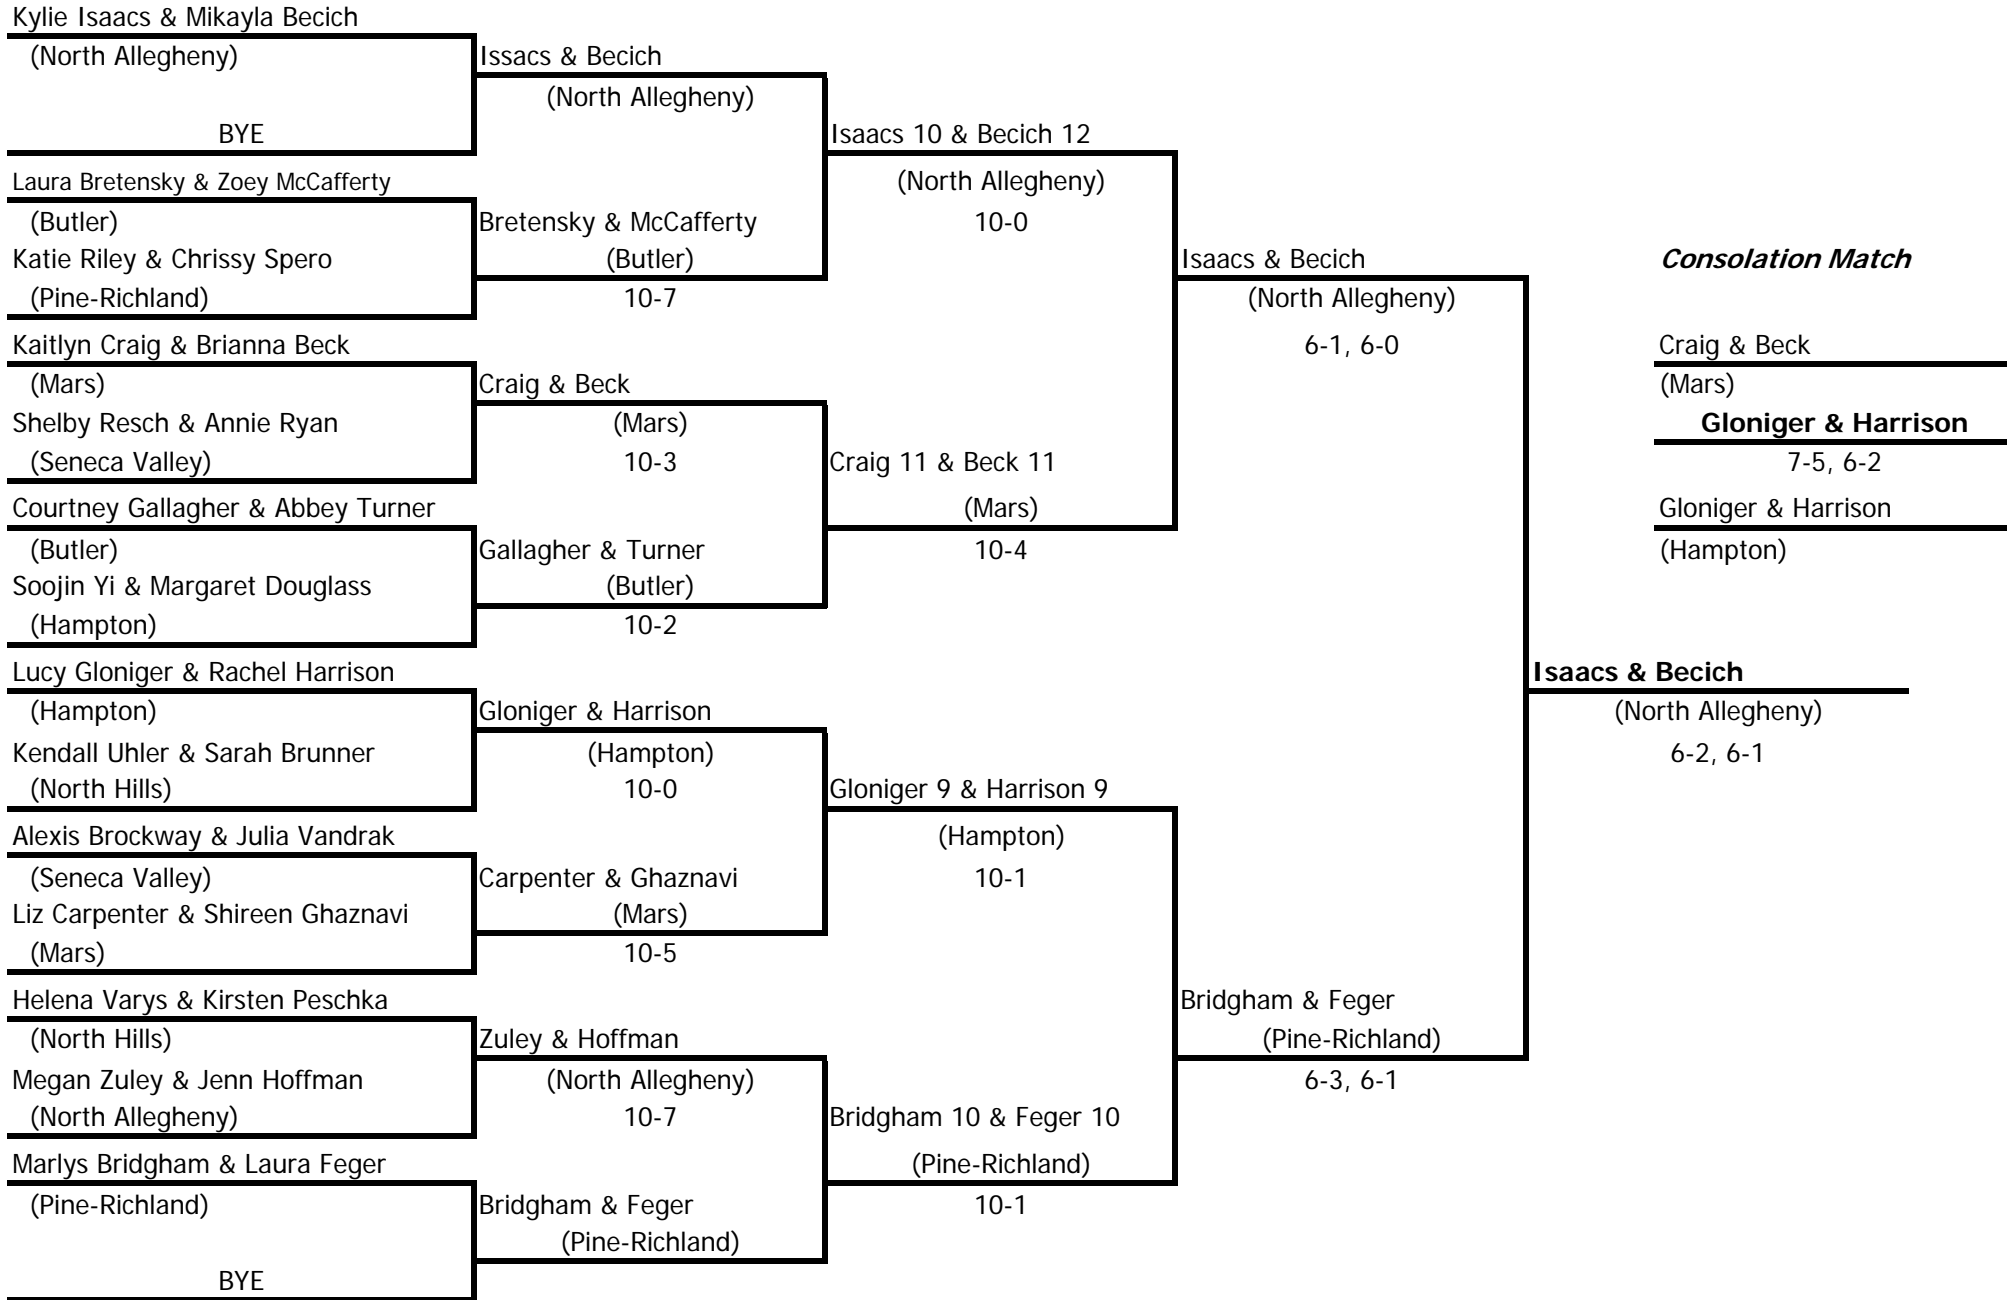 Kylie Isaacs & Mikayla Becich
(North Allegheny)
BYE
Laura Bretensky & Zoey McCafferty
(Butler)
Katie Riley & Chrissy Spero
(Pine-Richland)
Kaitlyn Craig & Brianna Beck
(Mars)
Shelby Resch & Annie Ryan
(Seneca Valley)
Courtney Gallagher & Abbey Turner
(Butler)
Soojin Yi & Margaret Douglass
(Hampton)
Lucy Gloniger & Rachel Harrison
(Hampton)
Kendall Uhler & Sarah Brunner
(North Hills)
Alexis Brockway & Julia Vandrak
(Seneca Valley)
Liz Carpenter & Shireen Ghaznavi
(Mars)
Helena Varys & Kirsten Peschka
(North Hills)
Megan Zuley & Jenn Hoffman
(North Allegheny)
Marlys Bridgham & Laura Feger
(Pine-Richland)
BYE
Issacs & Becich
(North Allegheny)
Bretensky & McCafferty
(Butler)
10-7
Craig & Beck
(Mars)
10-3
Gallagher & Turner
(Butler)
10-2
Gloniger & Harrison
(Hampton)
10-0
Carpenter & Ghaznavi
(Mars)
10-5
Zuley & Hoffman
(North Allegheny)
10-7
Bridgham & Feger
(Pine-Richland)
Isaacs 10 & Becich 12
(North Allegheny)
10-0
Craig 11 & Beck 11
(Mars)
10-4
Gloniger 9 & Harrison 9
(Hampton)
10-1
Bridgham 10 & Feger 10
(Pine-Richland)
10-1
Isaacs & Becich
(North Allegheny)
6-1, 6-0
Bridgham & Feger
(Pine-Richland)
6-3, 6-1
Isaacs & Becich
(North Allegheny)
6-2, 6-1
Consolation Match
Craig & Beck
(Mars)
Gloniger & Harrison
7-5, 6-2
Gloniger & Harrison
(Hampton)